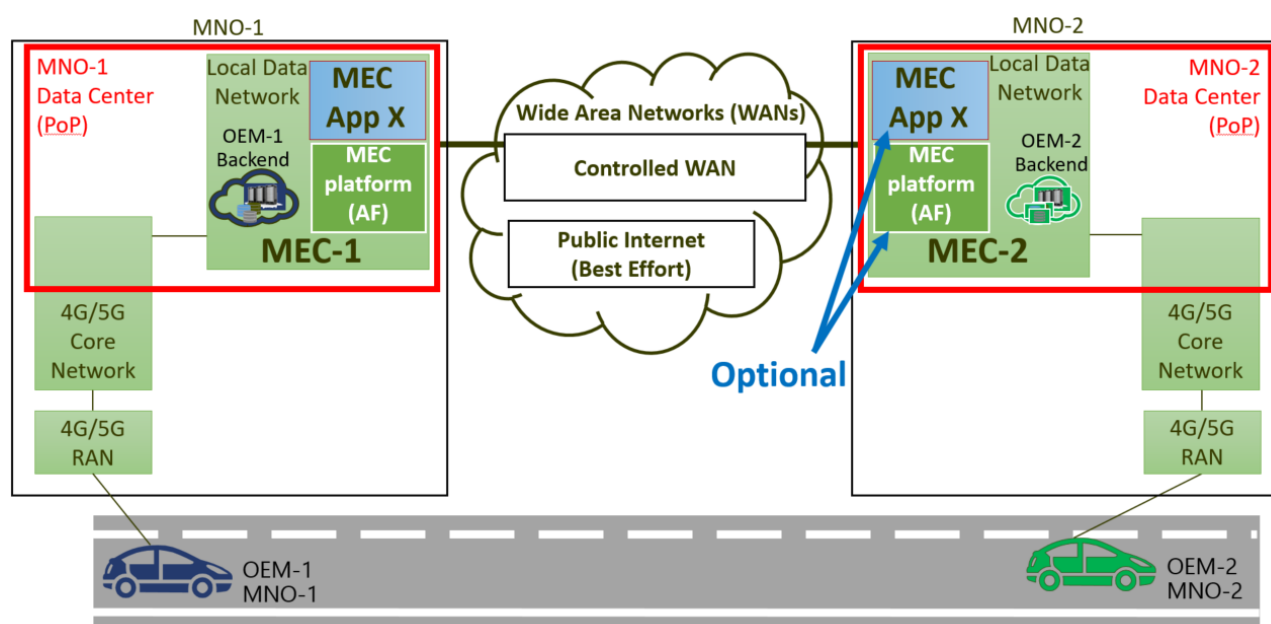 MNO-1
MNO-1
Data Center
(PoP)
Local Data
Network
OEM-1
Backend
MEC
App X
MEC
platform
(AF)
MEC-1
4G/5G
Core
Network
4G/5G
RAN
Wide Area Networks (WANs)
Controlled WAN
Public Internet
(Best Effort)
Optional
MNO-2
MEC
App X
MEC
platform
(AF)
Local Data
Network
OEM-2
Backend
MEC-2
MNO-2
Data Center
(PoP)
4G/5G
Core
Network
4G/5G
RAN
OEM-1
MNO-1
OEM-2
MNO-2